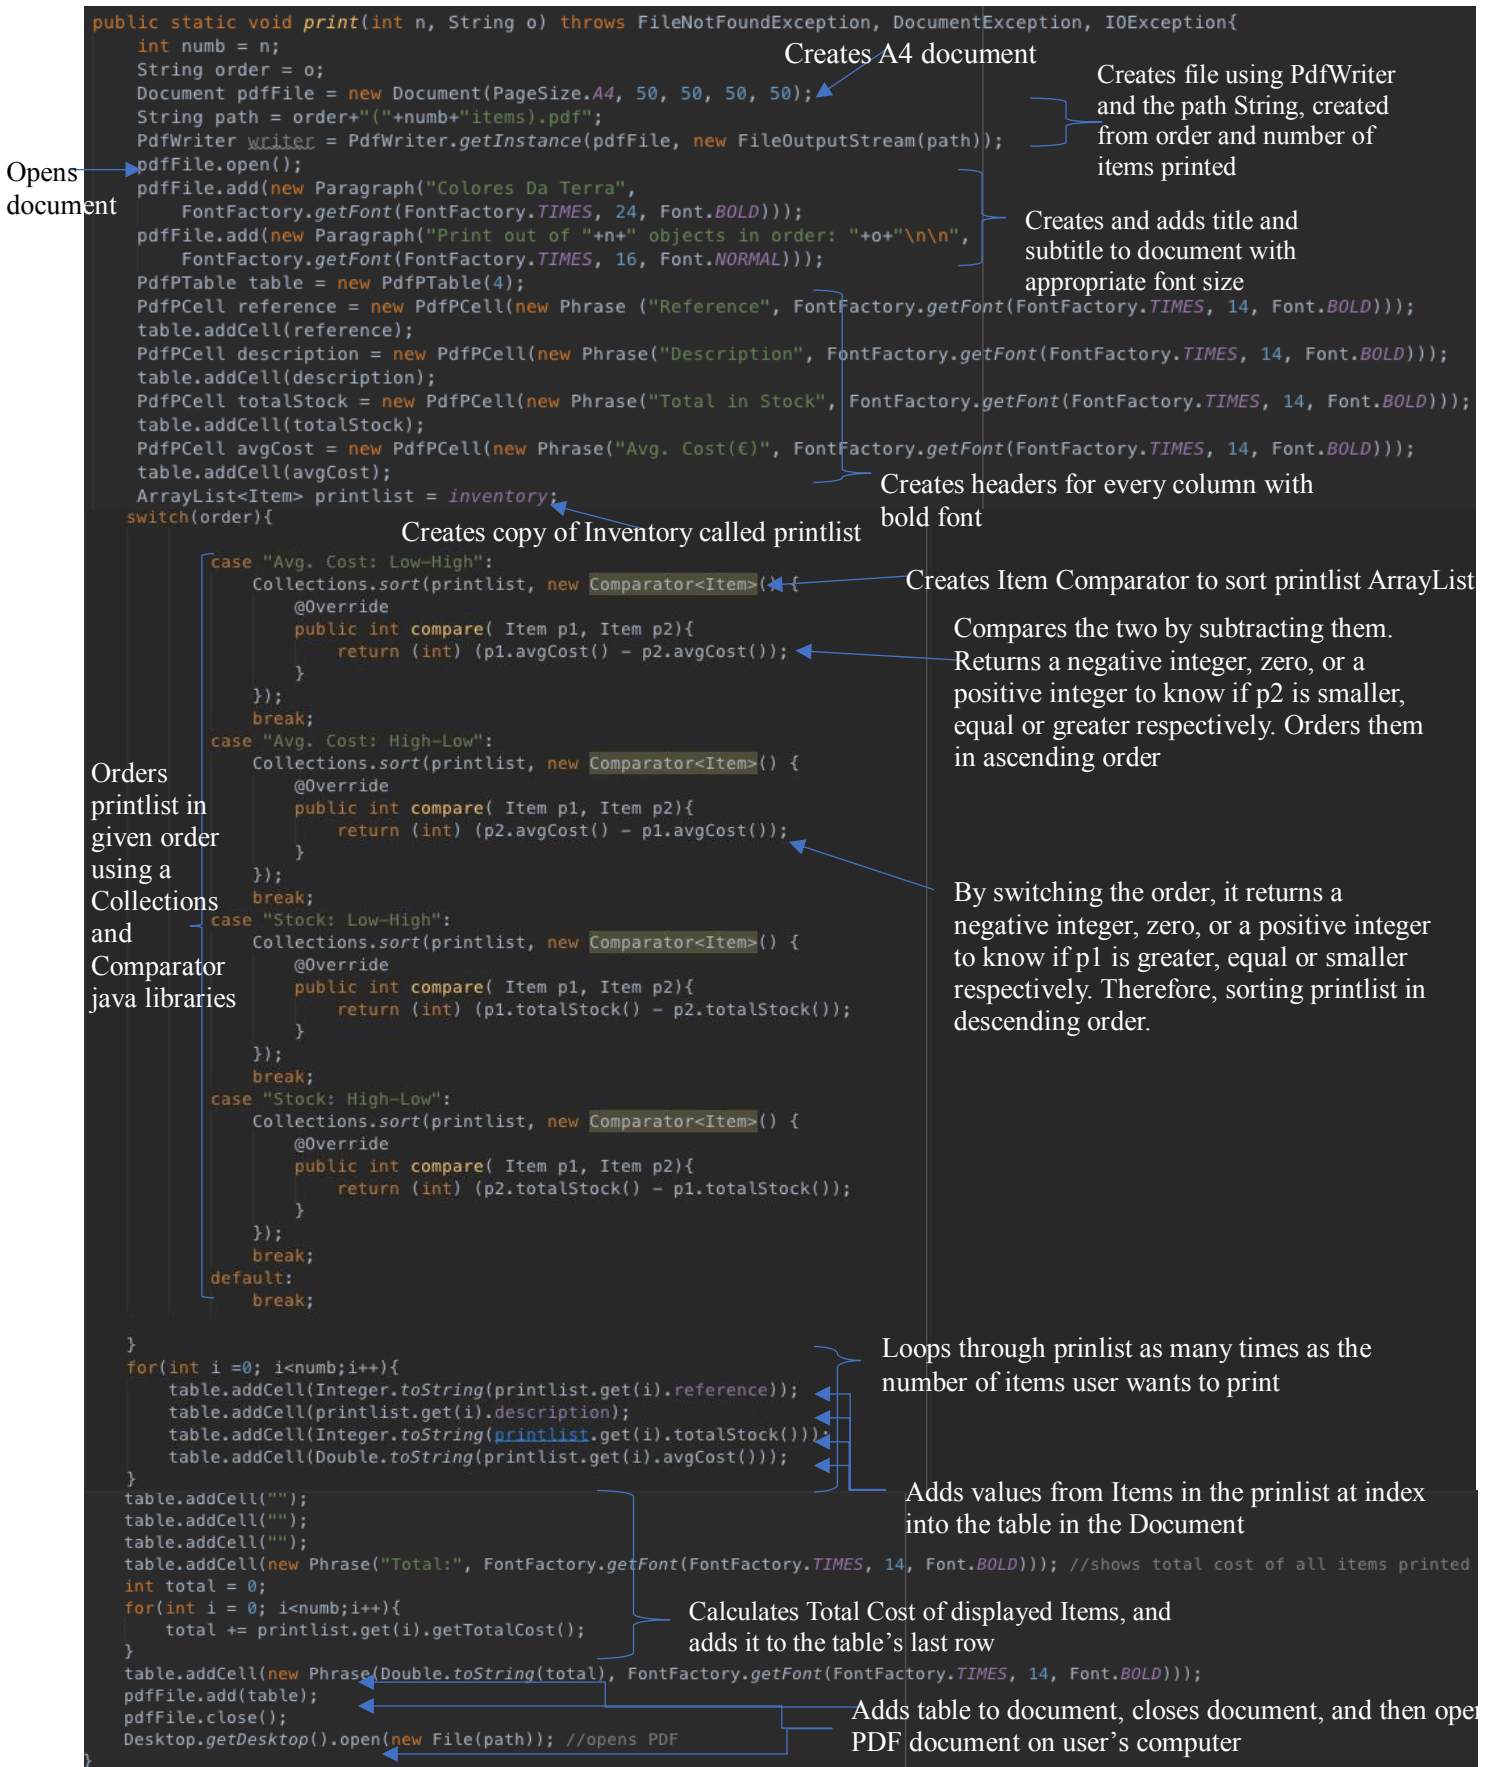 public static void print(int n, String o) throws FileNotFoundException, DocumentException, IOException{
int numb = n;
Creates A4 document
String order = o;
Document pdfFile = new Document(PageSize.A4, 50, 50, 50, 50);
String path = order+"("+numb+"items).pdf";
PdfWriter writer = PdfWriter.getInstance(pdfFile, new FileOutputStream(path));
Creates file using PdfWriter
and the path String, created
from order and number of
items printed
Opens
document
pdfFile.open();
pdfFile.add(new Paragraph("Colores Da Terra",
FontFactory.getFont(FontFactory.TIMES, 24, Font.BOLD)));
pdfFile.add(new Paragraph("Print out of "+n+" objects in order: "+o+"\n\n",
FontFactory.getFont(FontFactory.TIMES, 16, Font.NORMAL)));
Creates and adds title and
subtitle to document with
appropriate font size
PdfPTable table = new PdfPTable(4);
PdfPCell reference = new PdfPCell(new Phrase ("Reference", FontFactory.getFont(FontFactory.TIMES, 14, Font.BOLD)));
table.addCell(reference);
PdfPCell description = new PdfPCell(new Phrase("Description", FontFactory.getFont(FontFactory.TIMES, 14, Font.BOLD)));
table.addCell(description);
PdfPCell totalStock = new PdfPCell(new Phrase("Total in Stock", FontFactory.getFont(FontFactory.TIMES, 14, Font.BOLD)));
table.addCell(totalStock);
PdfPCell avgCost = new PdfPCell(new Phrase("Avg. Cost(€)", FontFactory.getFont(FontFactory.TIMES, 14, Font.BOLD)));
table.addCell(avgCost);
Creates headers for every column with
bold font
ArrayList<Item> printlist = inventory;
Creates copy of Inventory called printlist
switch(order){
case "Avg. Cost: Low-High":
Collections.sort(printlist, new Comparator<Item>() {
Creates Item Comparator to sort printlist ArrayList
@Override
public int compare( Item p1, Item p2){
return (int) (p1.avgCost() - p2.avgCost());
Compares the two by subtracting them.
Returns a negative integer, zero, or a
positive integer to know if p2 is smaller,
equal or greater respectively. Orders them
in ascending order
}
});
break;
case "Avg. Cost: High-Low":
Collections.sort(printlist, new Comparator<Item>() {
@Override
public int compare( Item p1, Item p2){
return (int) (p2.avgCost() - p1.avgCost());
}
});
break;
Orders
printlist in
given order
using a
Collections
and
Comparator
java libraries
By switching the order, it returns a
negative integer, zero, or a positive integer
to know if p1 is greater, equal or smaller
respectively. Therefore, sorting printlist in
descending order.
case "Stock: Low-High":
Collections.sort(printlist, new Comparator<Item>() {
@Override
public int compare( Item p1, Item p2){
return (int) (p1.totalStock() - p2.totalStock());
}
});
break;
case "Stock: High-Low":
Collections.sort(printlist, new Comparator<Item>() {
@Override
public int compare( Item p1, Item p2){
return (int) (p2.totalStock() - p1.totalStock());
}
});
break;
default:
break;
}
for(int i =0; i<numb;i++){
Loops through prinlist as many times as the
number of items user wants to print
table.addCell(Integer.toString(printlist.get(i).reference));
table.addCell(printlist.get(i).description);
table.addCell(Integer.toString(printlist.get(i).totalStock()));
table.addCell(Double.toString(printlist.get(i).avgCost()));
}
Adds values from Items in the prinlist at index
into the table in the Document
table.addCell("");
table.addCell("");
table.addCell("");
table.addCell(new Phrase("Total:", FontFactory.getFont(FontFactory.TIMES, 14, Font.BOLD))); //shows total cost of all items printed
int total = 0;
for(int i = 0; i<numb;i++){
total += printlist.get(i).getTotalCost();
}
Calculates Total Cost of displayed Items, and
adds it to the table's last row
table.addCell(new Phrase(Double.toString(total), FontFactory.getFont(FontFactory.TIMES, 14, Font.BOLD)));
pdfFile.add(table);
pdfFile.close();
Desktop.getDesktop().open(new File(path)); //opens PDF
Adds table to document, closes document, and then ope
PDF document on user's computer
}